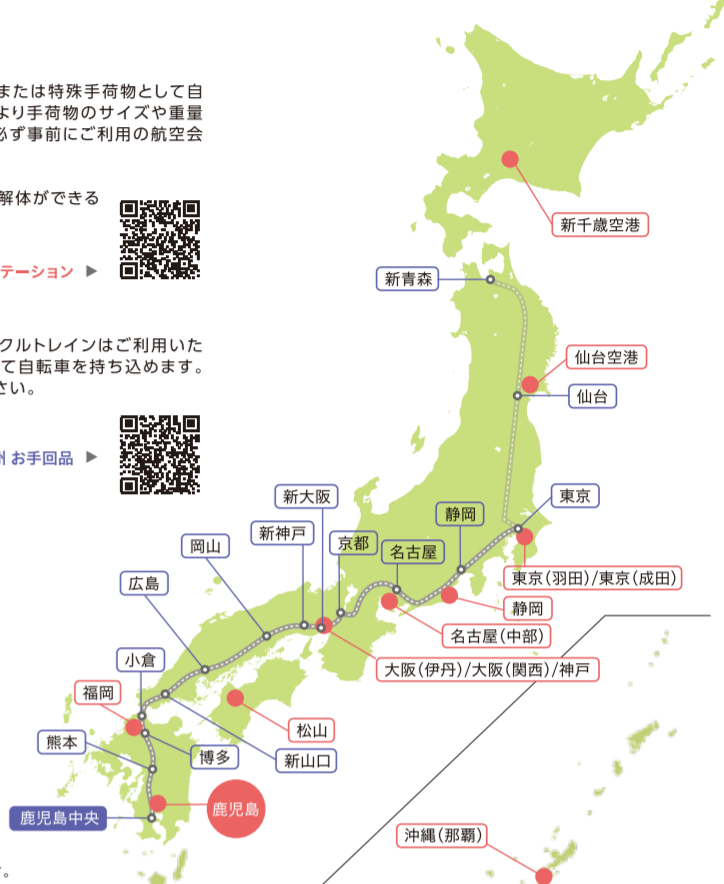 または特殊手荷物として自
より手荷物のサイズや重量
必ず事前にご利用の航空会
解体ができる
テーション ▶
クルトレインはご利用いた
て自転車を持ち込めます。
さい。
州 お手回品 ▶
新千歳空港
新青森
仙台空港
仙台
東京
新大阪
静岡
新神戸
京都
岡山
名古屋
東京(羽田)/東京(成田)
広島
静岡
名古屋(中部)
小倉
大阪(伊丹)/大阪(関西)/神戸
福岡
松山
熊本
博多
新山口
鹿児島
鹿児島中央
沖縄(那覇)
す。